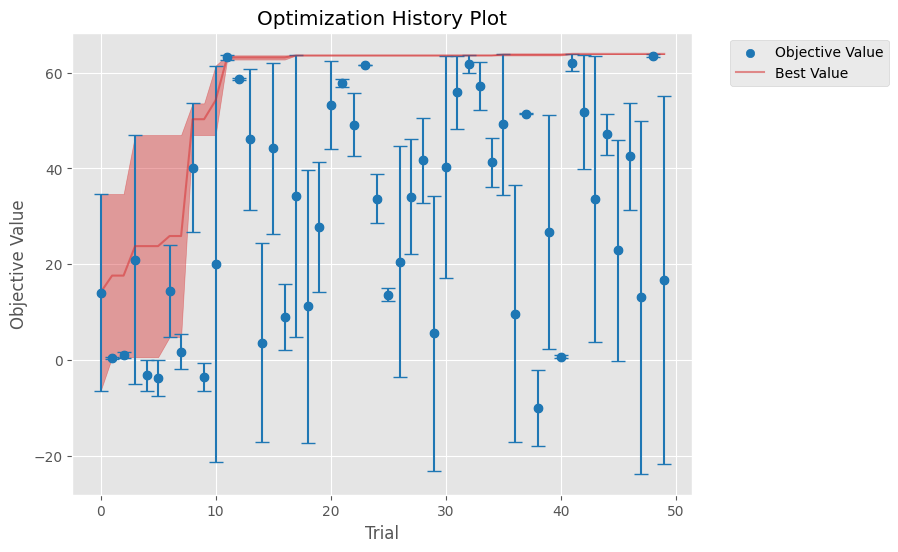 Optimization History Plot
Objective Value
Best Value
60
40
20
0
−20
Objective Value
0 10 20 30 40 50
Trial